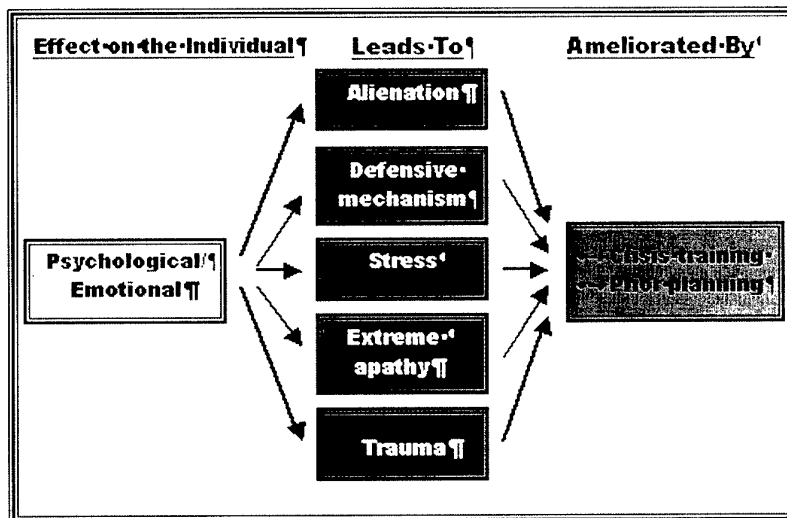 Effect·on·the·Individual¶
Leads·To¶
Ameliorated·By¶
Alienation¶
Defensive·
mechanism¶
Psychological/¶
Emotional¶
Stress¶
Extreme·¶
apathy¶
Trauma¶
Crisis·training·
Prior·planning¶